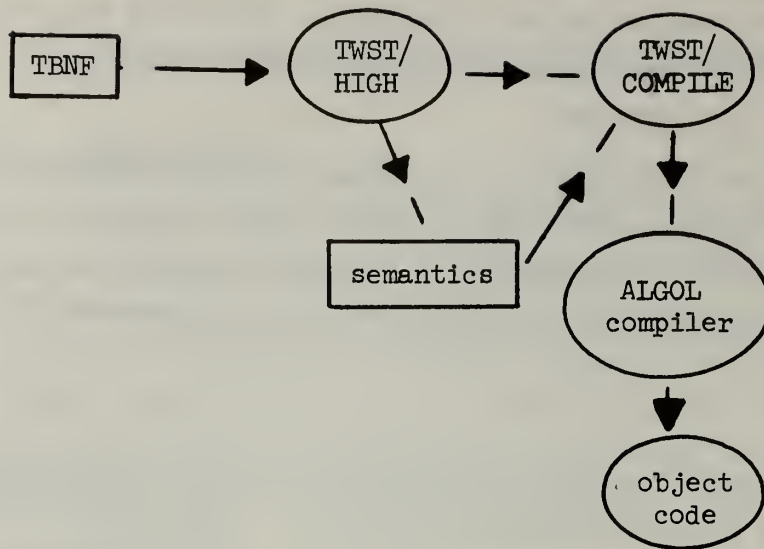 TBNF
TWST/
HIGH
TWST/
COMPILE
semantics
ALGOL
compiler
object
code